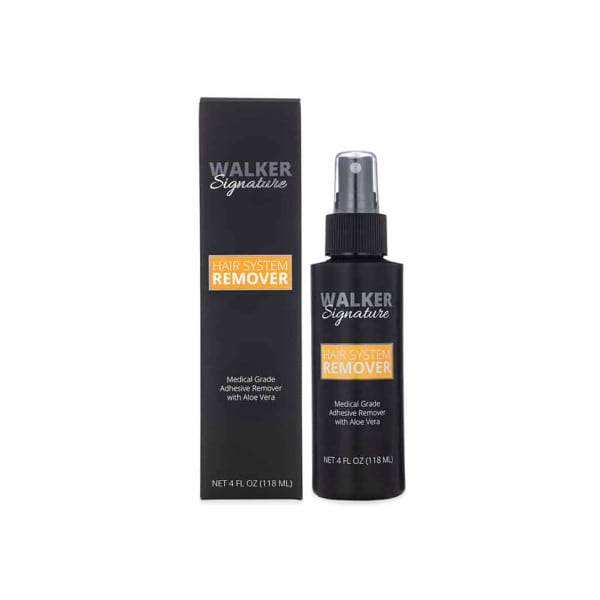 WALKER
Signature
HAIR SYSTEM
REMOVER
Medical Grade
Adhesive Remover
with Aloe Vera
NET 4 FL OZ (118 ML)
WALKER
Signature
HAIR SYSTEM
REMOVER
Medical Grade
Adhesive Remover
with Aloe Vera
NET 4 FL OZ (118 ML)